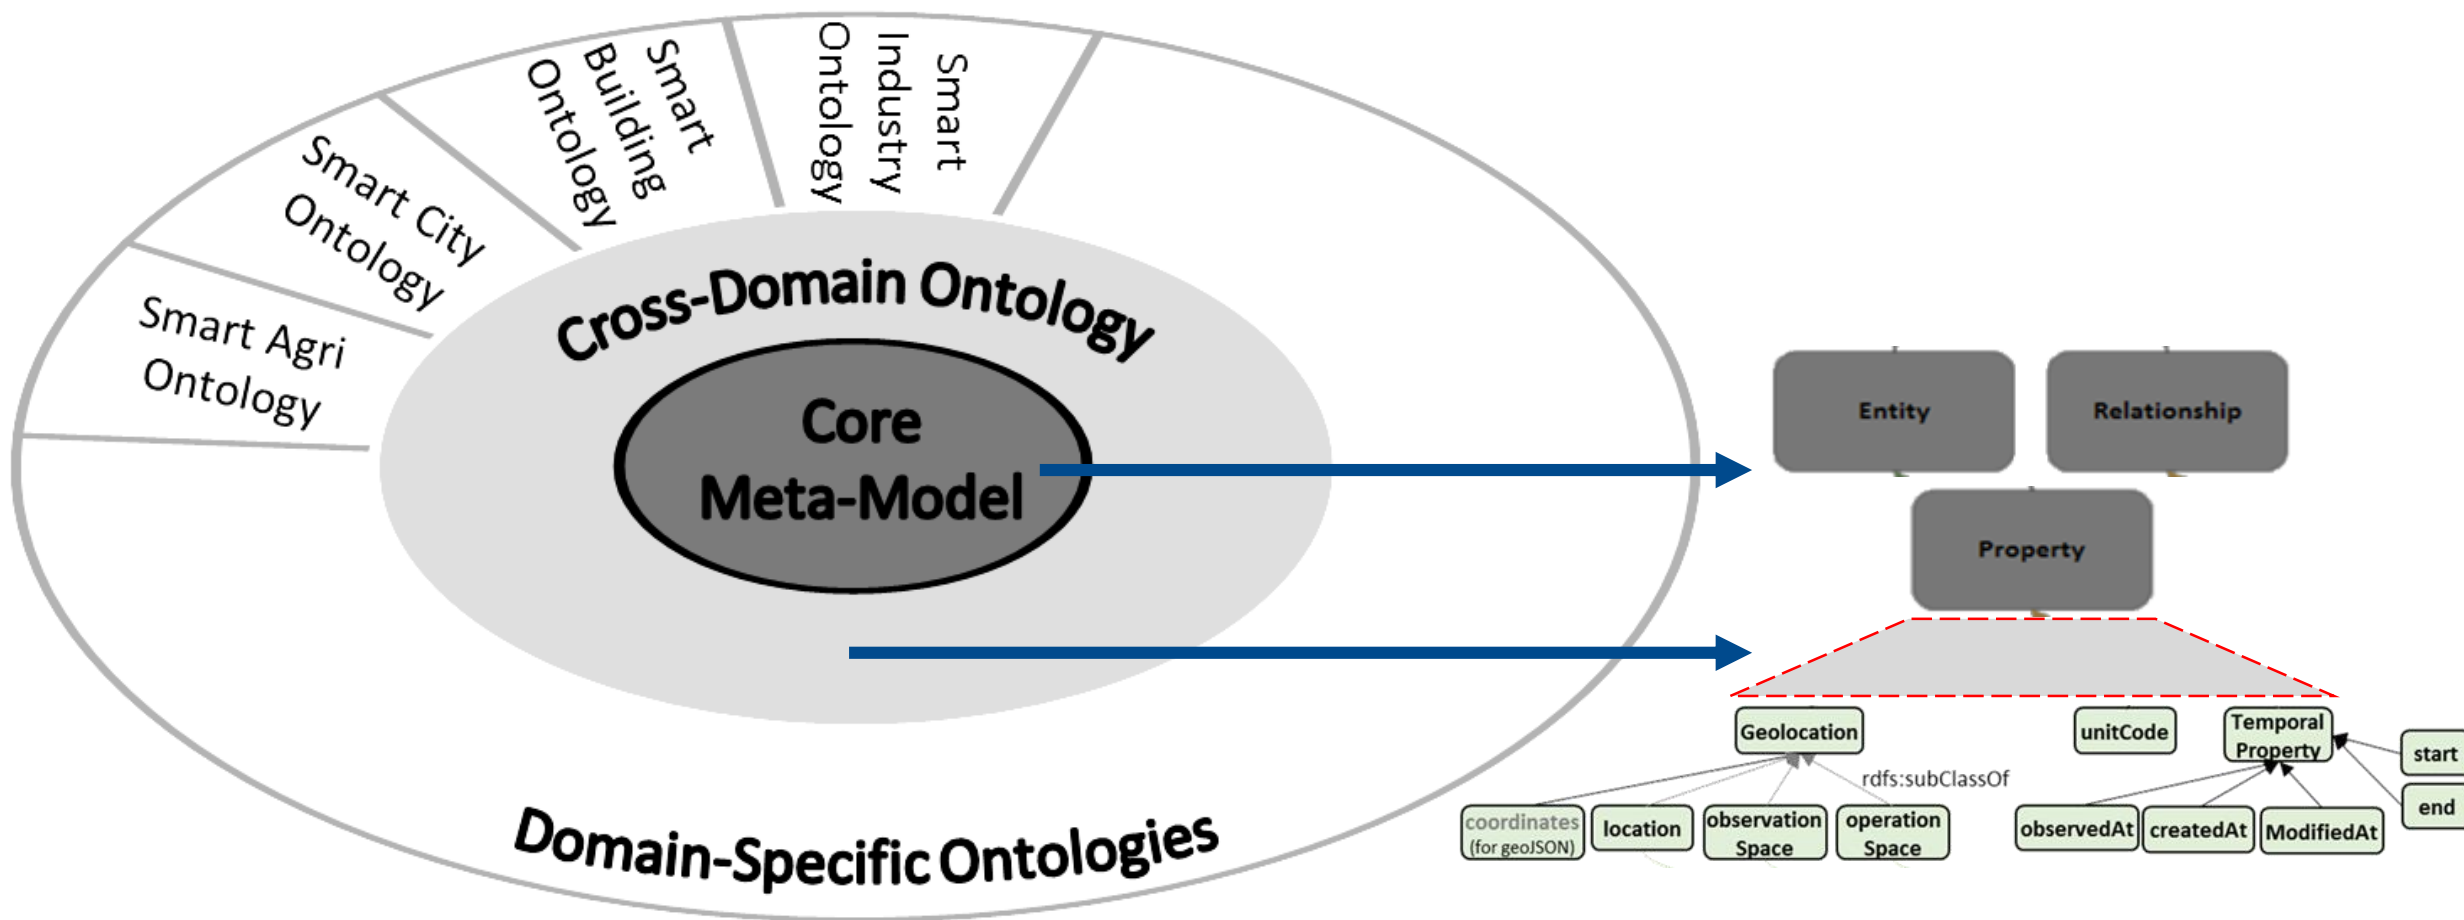 Smart Agri
Ontology
Smart City
Ontology
Smart
Building
Ontology
Smart
Industry
Ontology
Cross-Domain Ontology
Core
Meta-Model
Domain-Specific Ontologies
Entity
Relationship
Property
Geolocation
unitCode
Temporal
Property
start
end
rdfs:subClassOf
coordinates
(for geoJSON)
location
observation
Space
operation
Space
observedAt
createdAt
ModifiedAt